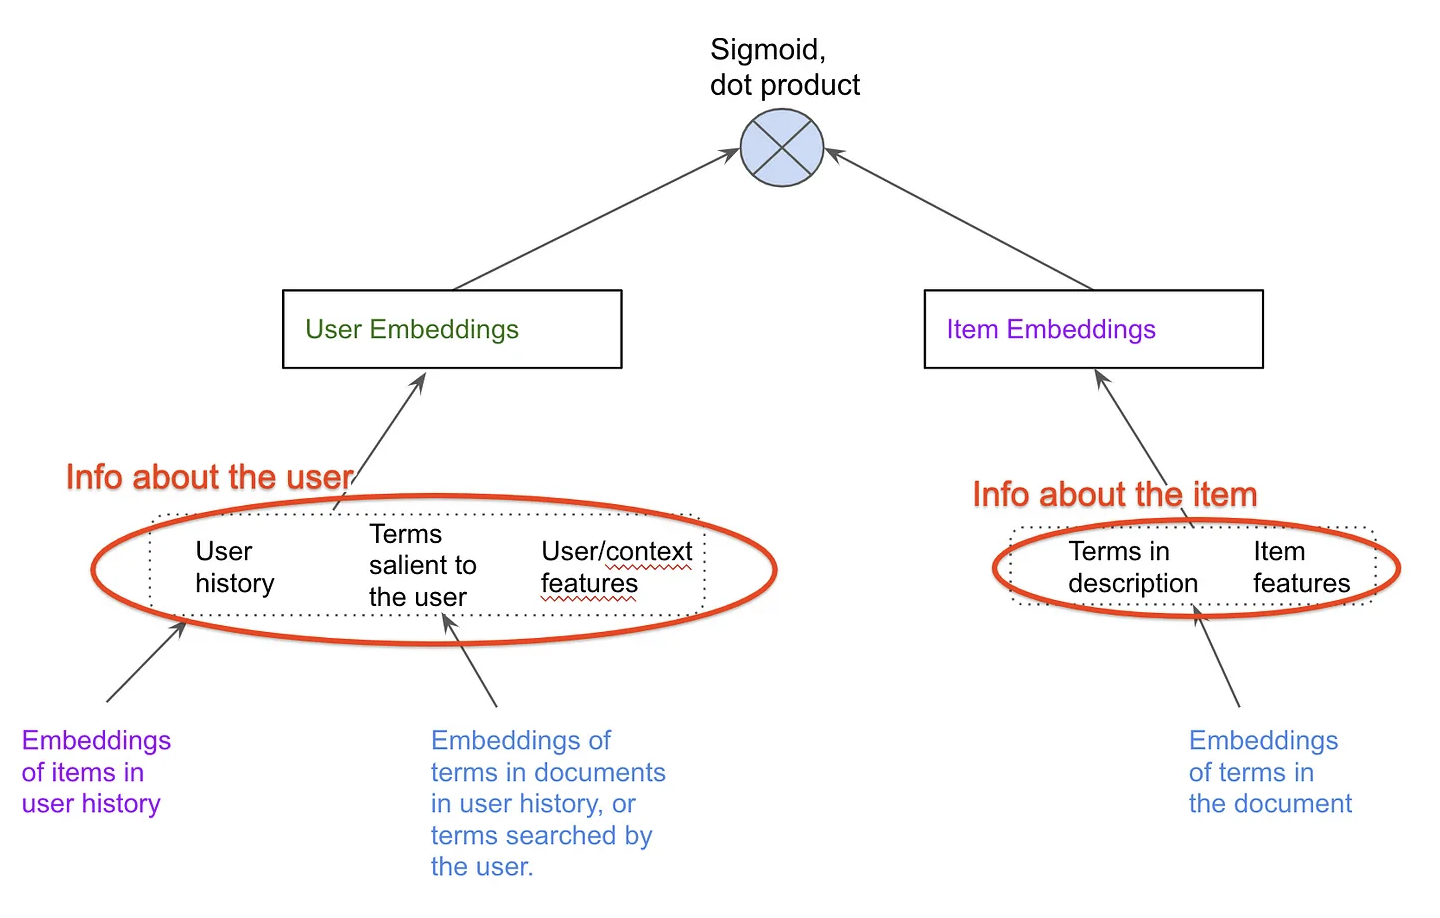 Sigmoid,
dot product
User Embeddings
Item Embeddings
Info about the user
Info about the item
User
history
Terms
salient to
the user
User/context
features
Terms in
description
Item
features
Embeddings
of items in
user history
Embeddings of
terms in documents
in user history, or
terms searched by
the user.
Embeddings
of terms in
the document